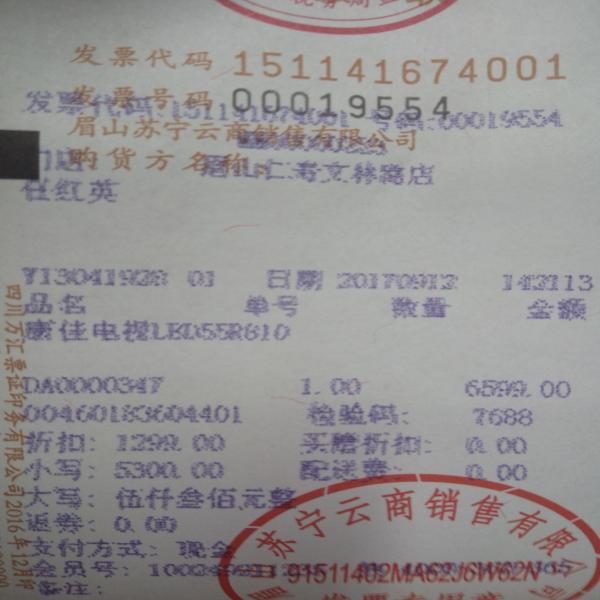 发票代码 151141674001
发票号码 00019554
发票代码:151141674001 号码:00019554
眉山苏宁云商销售有限公司
购货方名称:
门店 眉山仁寿文林路店
任红英
Y13041928 01 日期 20170912 142113
品名 单号 数量 金额
康佳电视LED55R610
DA0000347 1.00 6599.00
00460183604401 检验码: 7688
折扣: 1299.00 买赠折扣: 0.00
小写: 5300.00 配送费: 0.00
大写: 伍仟叁佰元整
返券: 0.00
支付方式: 现金
会员号:
备注:
苏宁云商销售有限公
91511402MA62J6W62N
发票专用章
四川万汇票证印务有限公司2016年12月印